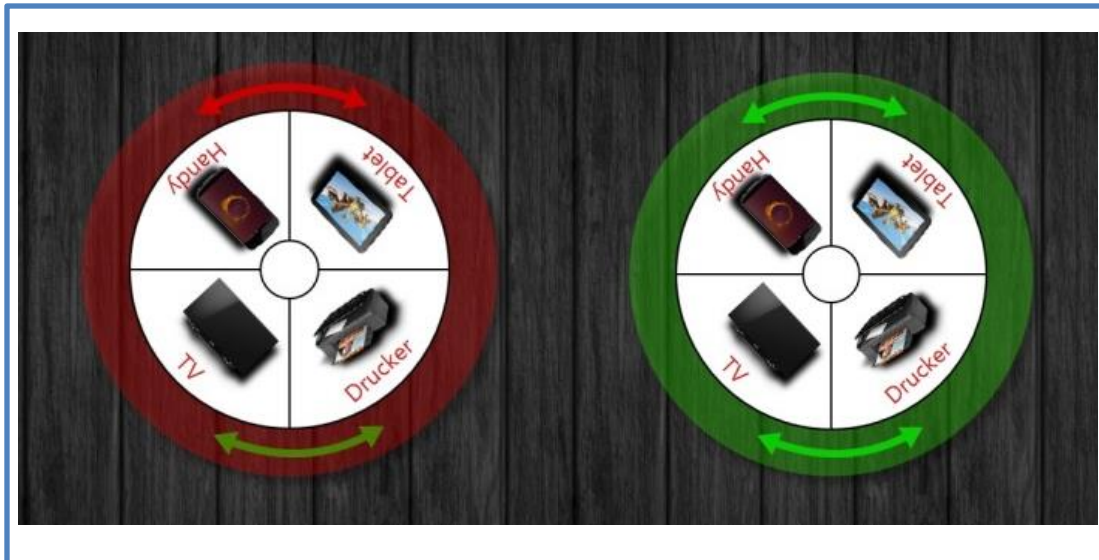 Handy
Tablet
TV
Drucker
Handy
Tablet
TV
Drucker